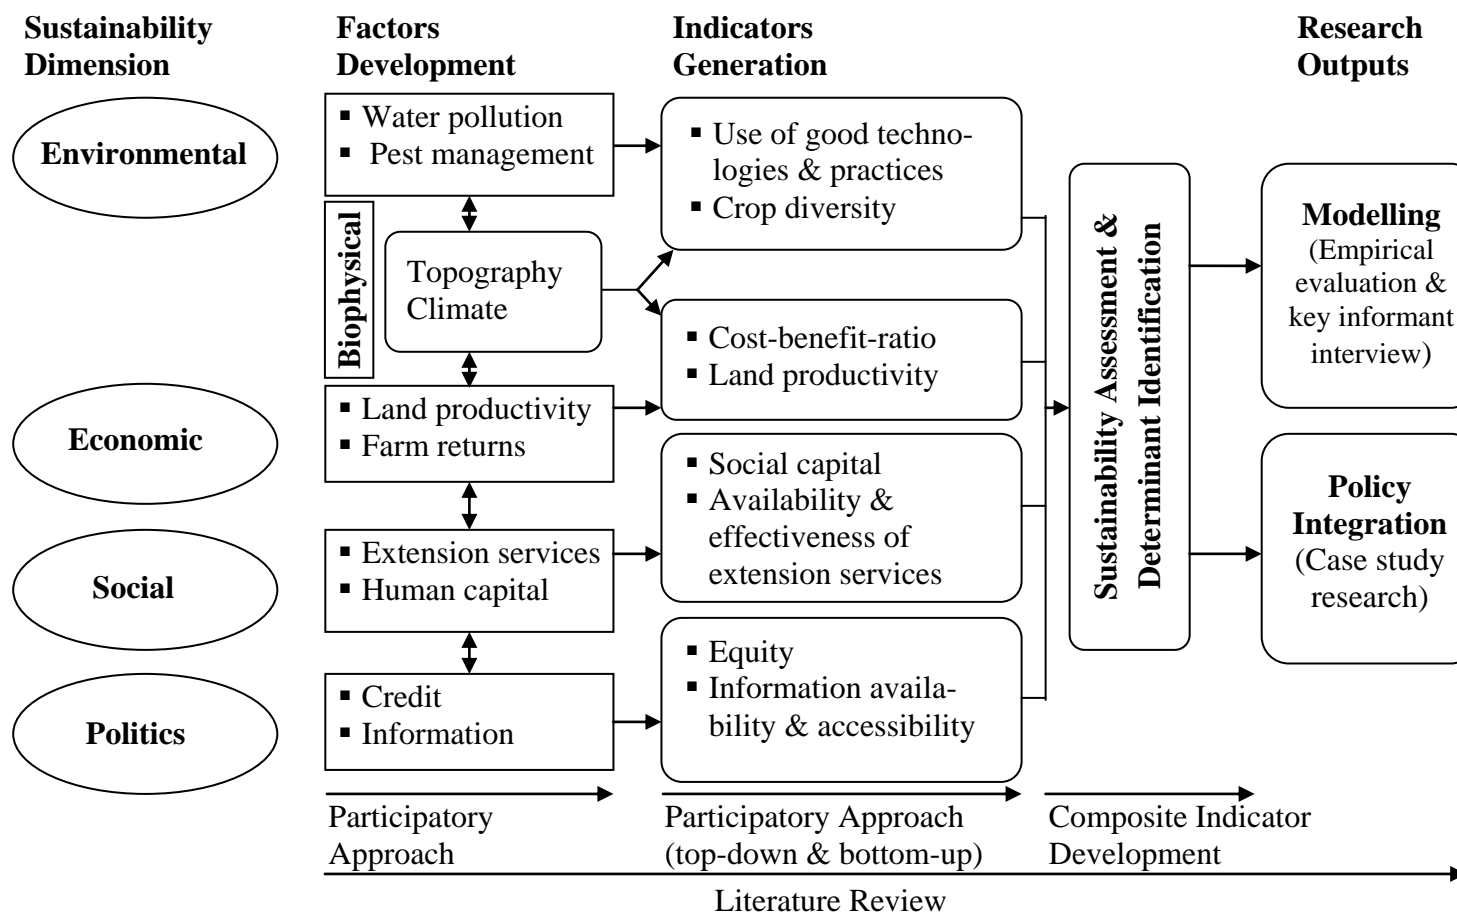 Sustainability
Dimension
Factors
Development
Indicators
Generation
Research
Outputs
Environmental
Economic
Social
Politics
▪ Water pollution
▪ Pest management
Biophysical
Topography
Climate
▪ Land productivity
▪ Farm returns
▪ Extension services
▪ Human capital
▪ Credit
▪ Information
▪ Use of good techno-
logies & practices
▪ Crop diversity
▪ Cost-benefit-ratio
▪ Land productivity
▪ Social capital
▪ Availability &
effectiveness of
extension services
▪ Equity
▪ Information availa-
bility & accessibility
Sustainability Assessment &
Determinant Identification
Modelling
(Empirical
evaluation &
key informant
interview)
Policy
Integration
(Case study
research)
Participatory
Approach
Participatory Approach
(top-down & bottom-up)
Composite Indicator
Development
Literature Review